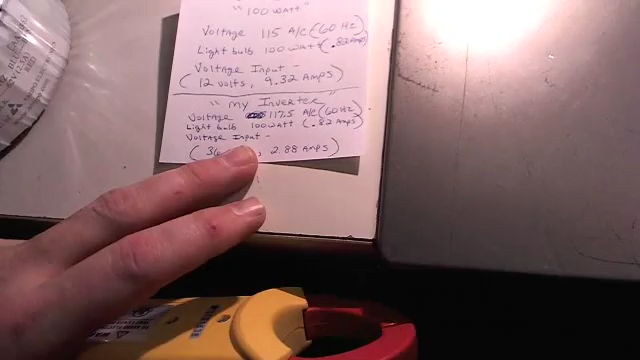 "100 WATT"
Voltage 115 A/C (60 Hz)
Light bulb 100 watt (.82 Amps)
Voltage Input -
(12 volts, 9.32 Amps)
"My Inverter"
Voltage 117.5 A/C (60 Hz)
Light bulb 100 watt (.82 Amps)
Voltage Input -
(36 , 2.88 Amps)